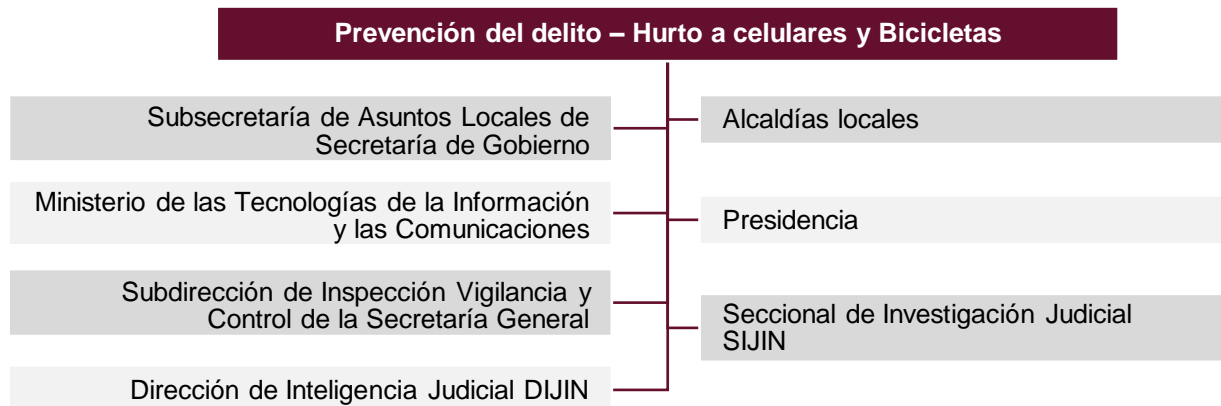 Prevención del delito – Hurto a celulares y Bicicletas
Subsecretaría de Asuntos Locales de
Secretaría de Gobierno
Alcaldías locales
Ministerio de las Tecnologías de la Información
y las Comunicaciones
Presidencia
Subdirección de Inspección Vigilancia y
Control de la Secretaría General
Seccional de Investigación Judicial
SIJIN
Dirección de Inteligencia Judicial DIJIN